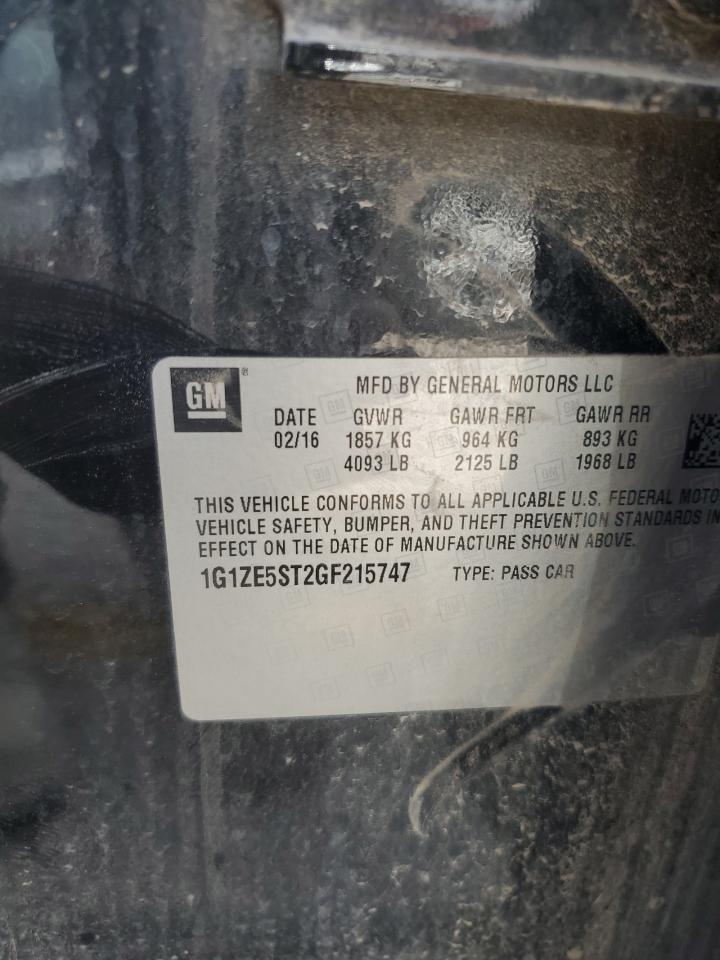 GM ®
MFD BY GENERAL MOTORS LLC
DATE GVWR GAWR FRT GAWR RR
02/16 1857 KG 964 KG 893 KG
4093 LB 2125 LB 1968 LB
THIS VEHICLE CONFORMS TO ALL APPLICABLE U.S. FEDERAL MOTO
VEHICLE SAFETY, BUMPER, AND THEFT PREVENTION STANDARDS IN
EFFECT ON THE DATE OF MANUFACTURE SHOWN ABOVE.
1G1ZE5ST2GF215747 TYPE: PASS CAR